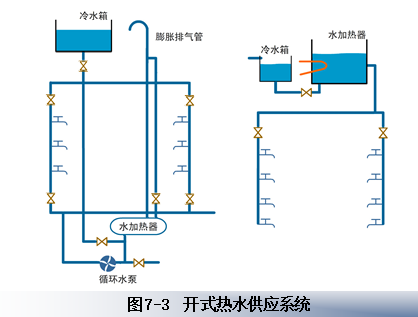 冷水箱
膨胀排气管
水加热器
循环水泵
冷水箱
水加热器
图7-3 开式热水供应系统